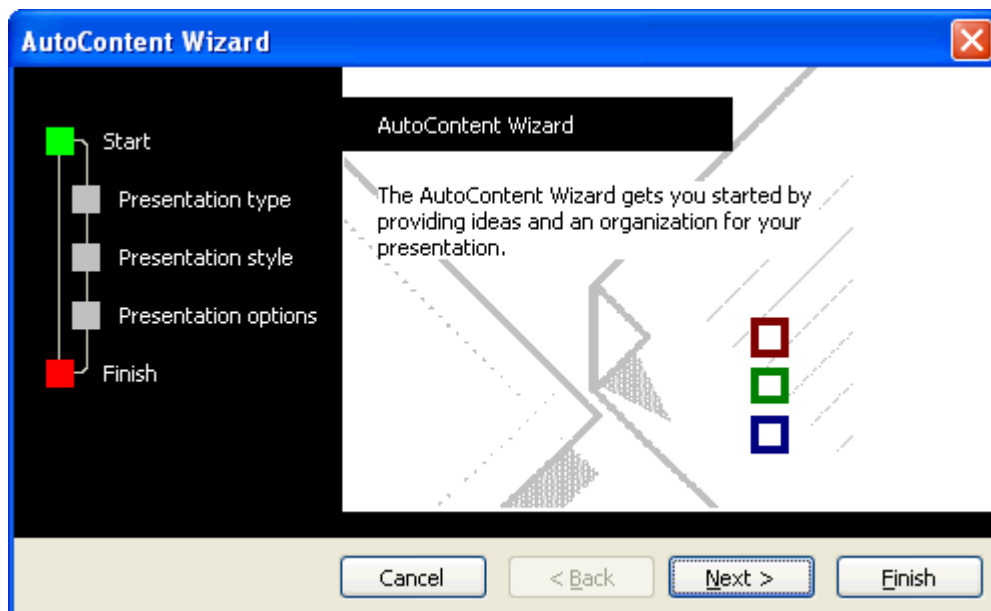 AutoContent Wizard
Start
Presentation type
Presentation style
Presentation options
Finish
AutoContent Wizard
The AutoContent Wizard gets you started by
providing ideas and an organization for your
presentation.
Cancel
< Back
Next >
Finish